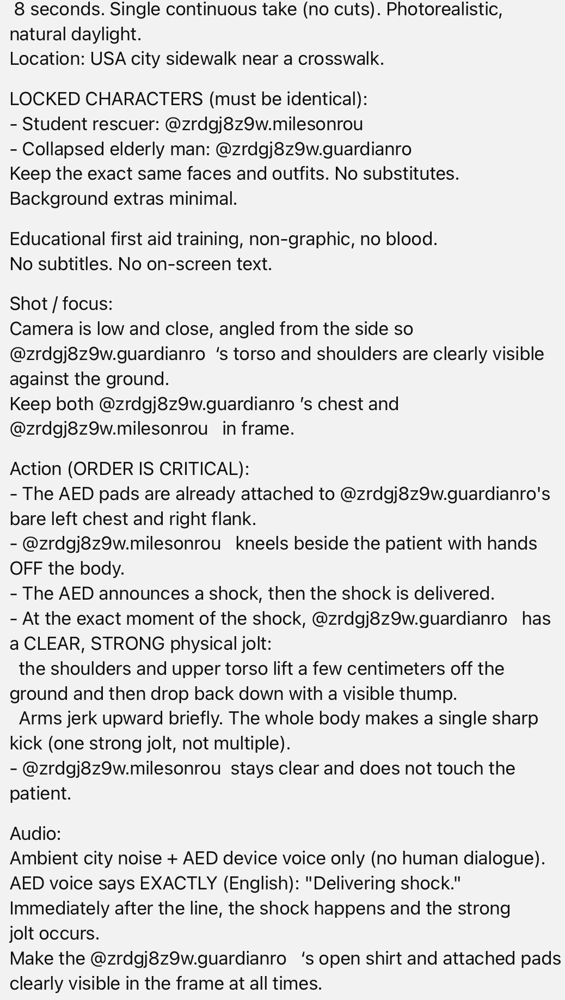 8 seconds. Single continuous take (no cuts). Photorealistic,
natural daylight.
Location: USA city sidewalk near a crosswalk.
LOCKED CHARACTERS (must be identical):
- Student rescuer: @zrdgj8z9w.milesonrou
- Collapsed elderly man: @zrdgj8z9w.guardianro
Keep the exact same faces and outfits. No substitutes.
Background extras minimal.
Educational first aid training, non-graphic, no blood.
No subtitles. No on-screen text.
Shot / focus:
Camera is low and close, angled from the side so
@zrdgj8z9w.guardianro ‘s torso and shoulders are clearly visible
against the ground.
Keep both @zrdgj8z9w.guardianro ’s chest and
@zrdgj8z9w.milesonrou in frame.
Action (ORDER IS CRITICAL):
- The AED pads are already attached to @zrdgj8z9w.guardianro's
bare left chest and right flank.
- @zrdgj8z9w.milesonrou kneels beside the patient with hands
OFF the body.
- The AED announces a shock, then the shock is delivered.
- At the exact moment of the shock, @zrdgj8z9w.guardianro has
a CLEAR, STRONG physical jolt:
the shoulders and upper torso lift a few centimeters off the
ground and then drop back down with a visible thump.
Arms jerk upward briefly. The whole body makes a single sharp
kick (one strong jolt, not multiple).
- @zrdgj8z9w.milesonrou stays clear and does not touch the
patient.
Audio:
Ambient city noise + AED device voice only (no human dialogue).
AED voice says EXACTLY (English): "Delivering shock."
Immediately after the line, the shock happens and the strong
jolt occurs.
Make the @zrdgj8z9w.guardianro ‘s open shirt and attached pads
clearly visible in the frame at all times.